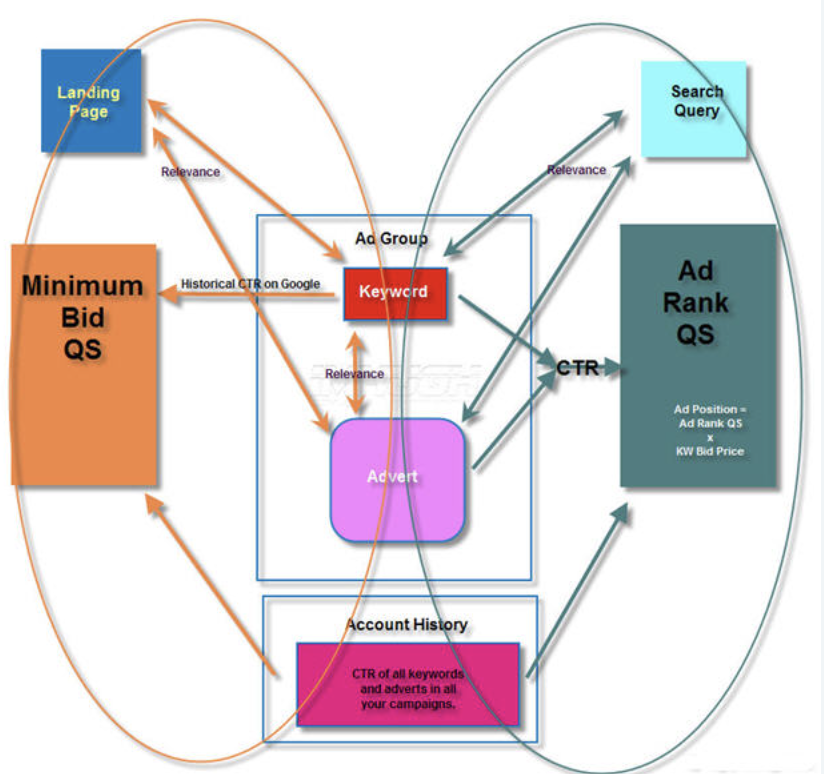 Landing
Page
Search
Query
Relevance
Relevance
Ad Group
Minimum
Bid
QS
Historical CTR on Google
Keyword
Ad
Rank
QS
Relevance
CTR
Ad Position =
Ad Rank QS
x
KW Bid Price
Advert
Account History
CTR of all keywords
and adverts in all
your campaigns.